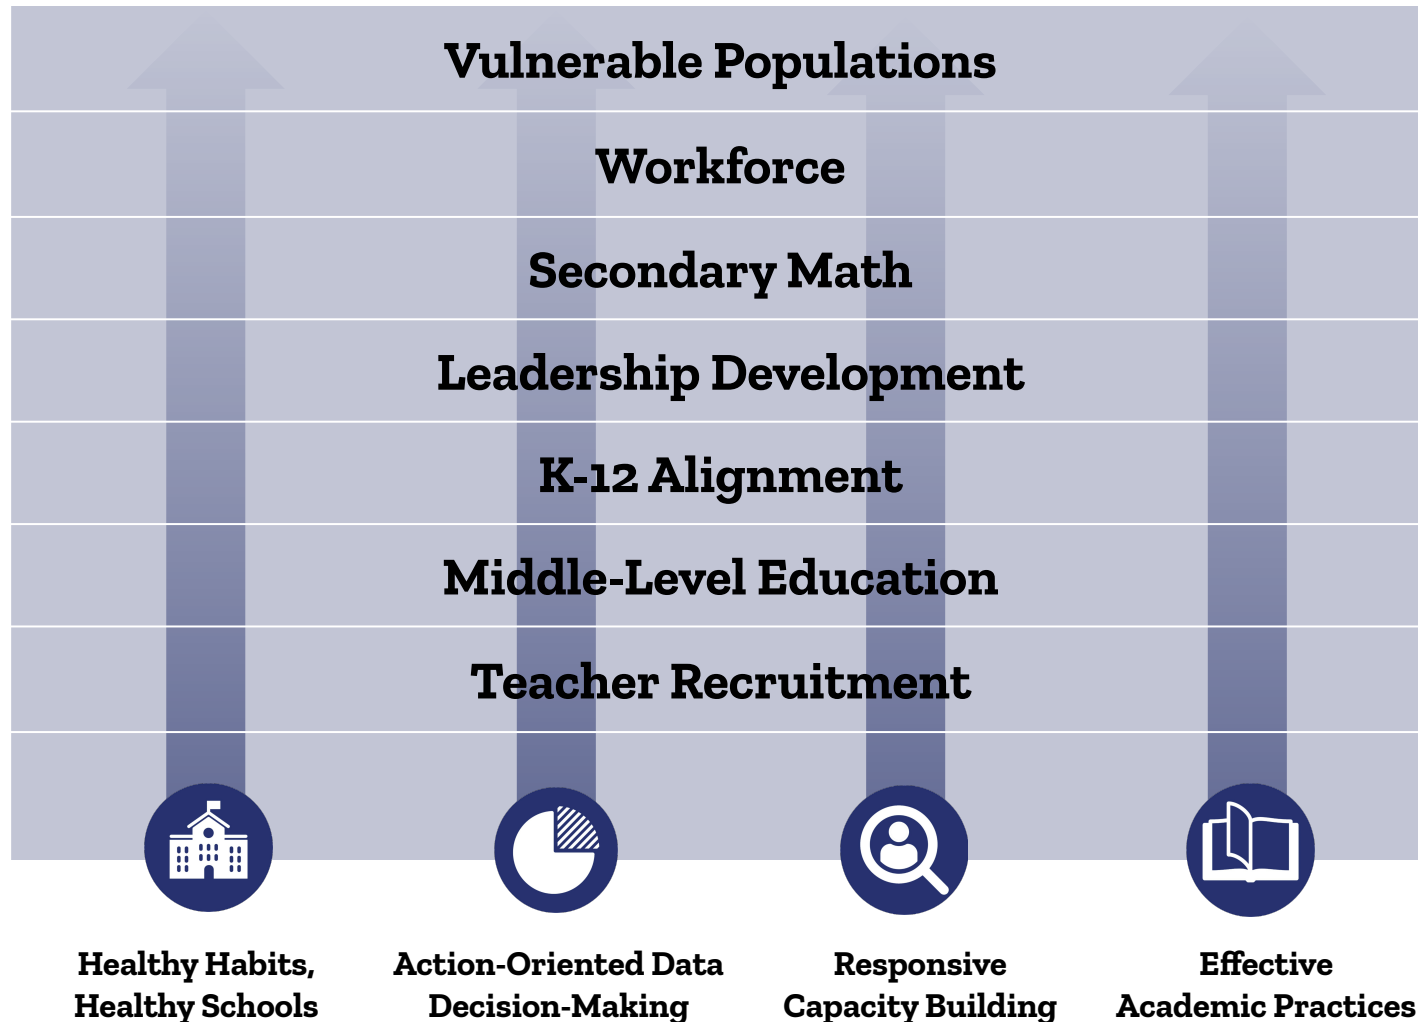 Vulnerable Populations
Workforce
Secondary Math
Leadership Development
K-12 Alignment
Middle-Level Education
Teacher Recruitment
Healthy Habits,
Healthy Schools
Action-Oriented Data
Decision-Making
Responsive
Capacity Building
Effective
Academic Practices